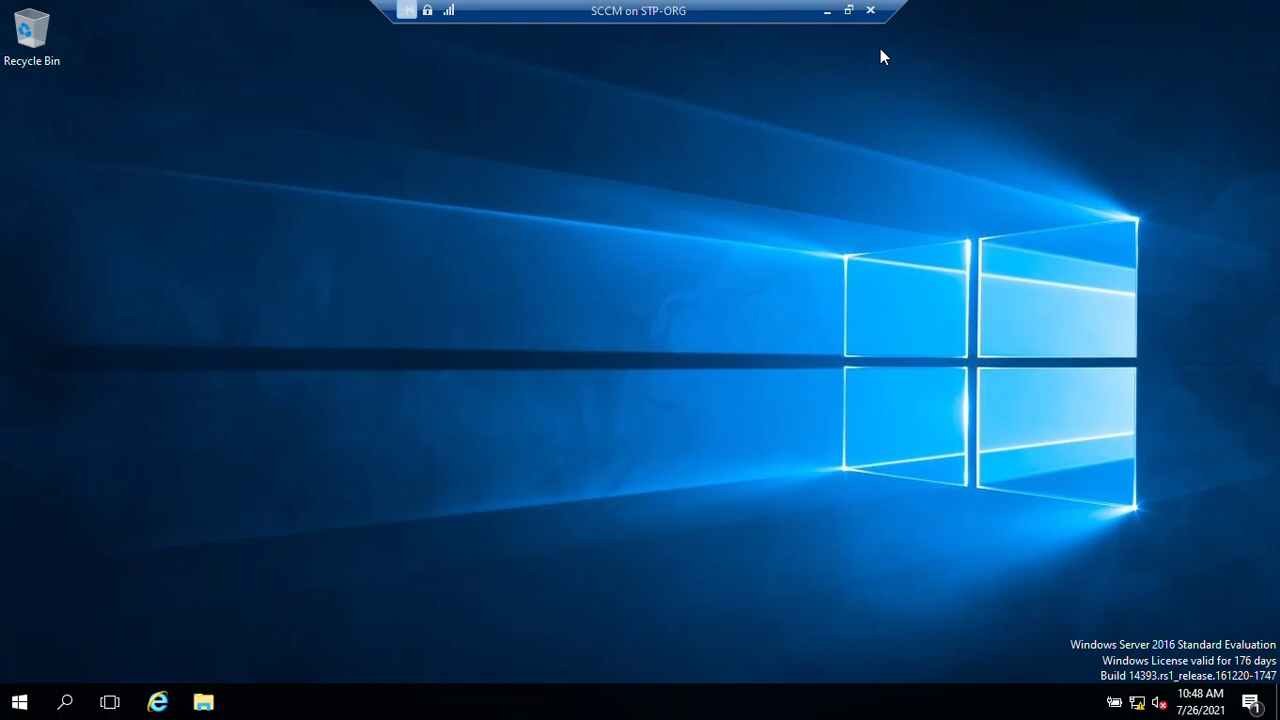 SCCM on STP-ORG
Recycle Bin
Windows Server 2016 Standard Evaluation
Windows License valid for 176 days
Build 14393.rs1_release.161220-1747
10:48 AM
7/26/2021
1